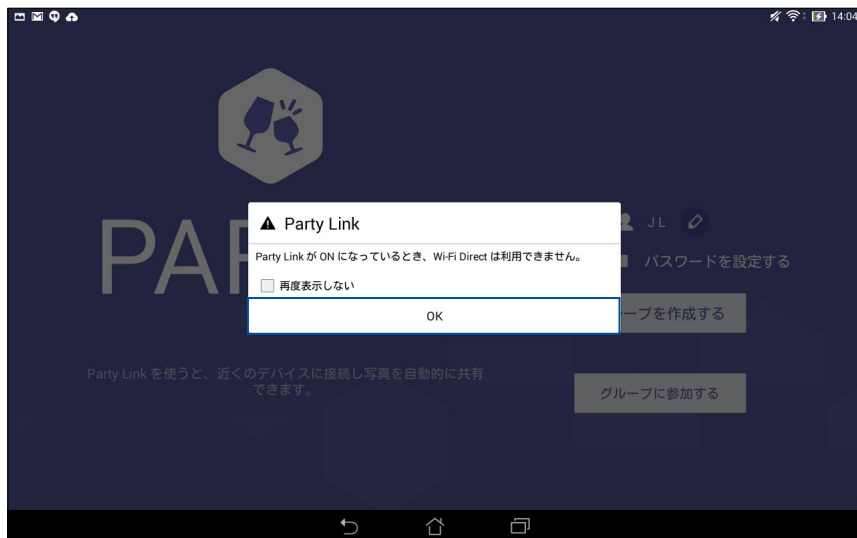 14:04
Party Link
PAR
JL
Party Link が ON になっているとき、Wi-Fi Direct は利用できません。
パスワードを設定する
再度表示しない
OK
ープを作成する
Party Link を使うと、近くのデバイスに接続し写真を自動的に共有
できます。
グループに参加する